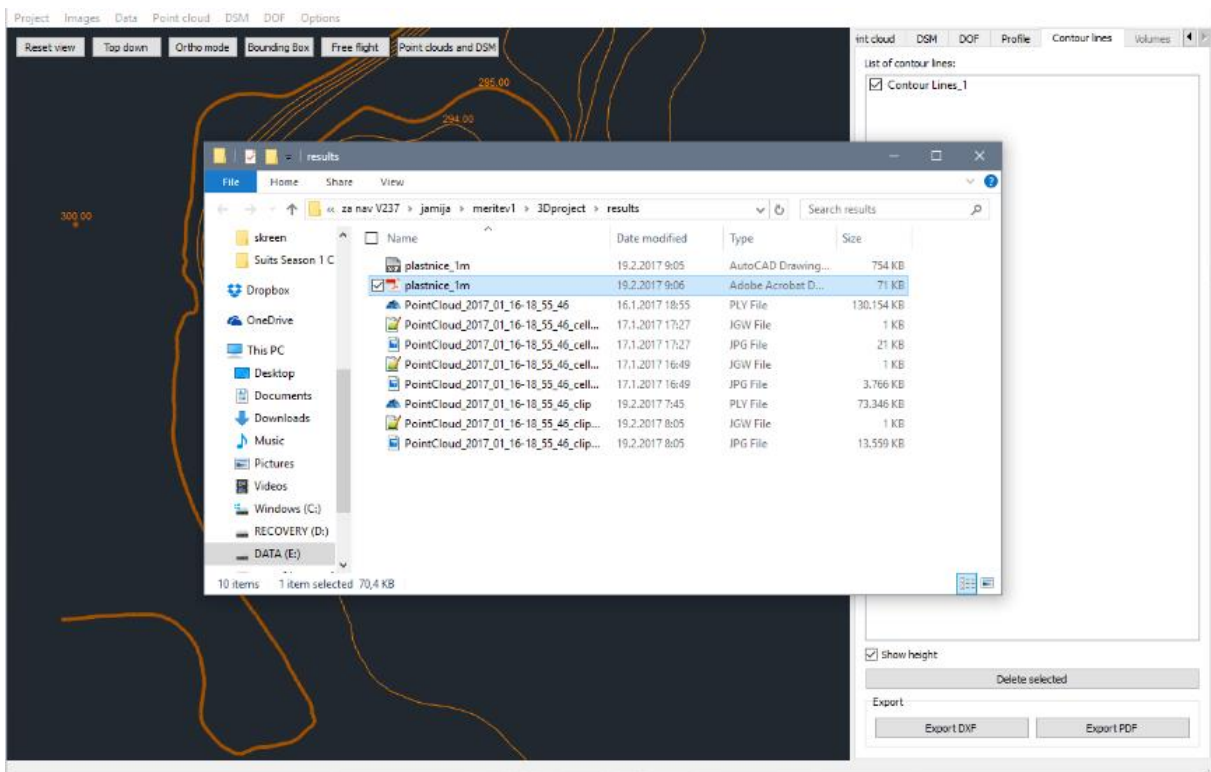 Project Images Data Point cloud DSM DOF Options
Reset view Top down Ortho mode Bounding Box Free flight Point clouds and DSM
int cloud DSM DOF Profile Contour lines Volumes
List of contour lines:
Contour Lines_1
295.00
294.00
300.00
results
File Home Share View
« za nav V237 > jamija > meritev1 > 3Dproject > results
Search results
skreen
Suits Season 1 C
Dropbox
OneDrive
This PC
Desktop
Documents
Downloads
Music
Pictures
Videos
Windows (C:)
RECOVERY (D:)
DATA (E:)
Name Date modified Type Size
plastnice_1m 19.2.2017 9:05 AutoCAD Drawing... 754 KB
plastnice_1m 19.2.2017 9:06 Adobe Acrobat D... 71 KB
PointCloud_2017_01_16-18_55_46 16.1.2017 18:55 PLY File 130.154 KB
PointCloud_2017_01_16-18_55_46_cell... 17.1.2017 17:27 JGW File 1 KB
PointCloud_2017_01_16-18_55_46_cell... 17.1.2017 17:27 JPG File 21 KB
PointCloud_2017_01_16-18_55_46_cell... 17.1.2017 16:49 JGW File 1 KB
PointCloud_2017_01_16-18_55_46_cell... 17.1.2017 16:49 JPG File 3.766 KB
PointCloud_2017_01_16-18_55_46_clip 19.2.2017 7:45 PLY File 73.346 KB
PointCloud_2017_01_16-18_55_46_clip... 19.2.2017 8:05 JGW File 1 KB
PointCloud_2017_01_16-18_55_46_clip... 19.2.2017 8:05 JPG File 13.559 KB
10 items 1 item selected 70,4 KB
Show height
Delete selected
Export
Export DXF Export PDF